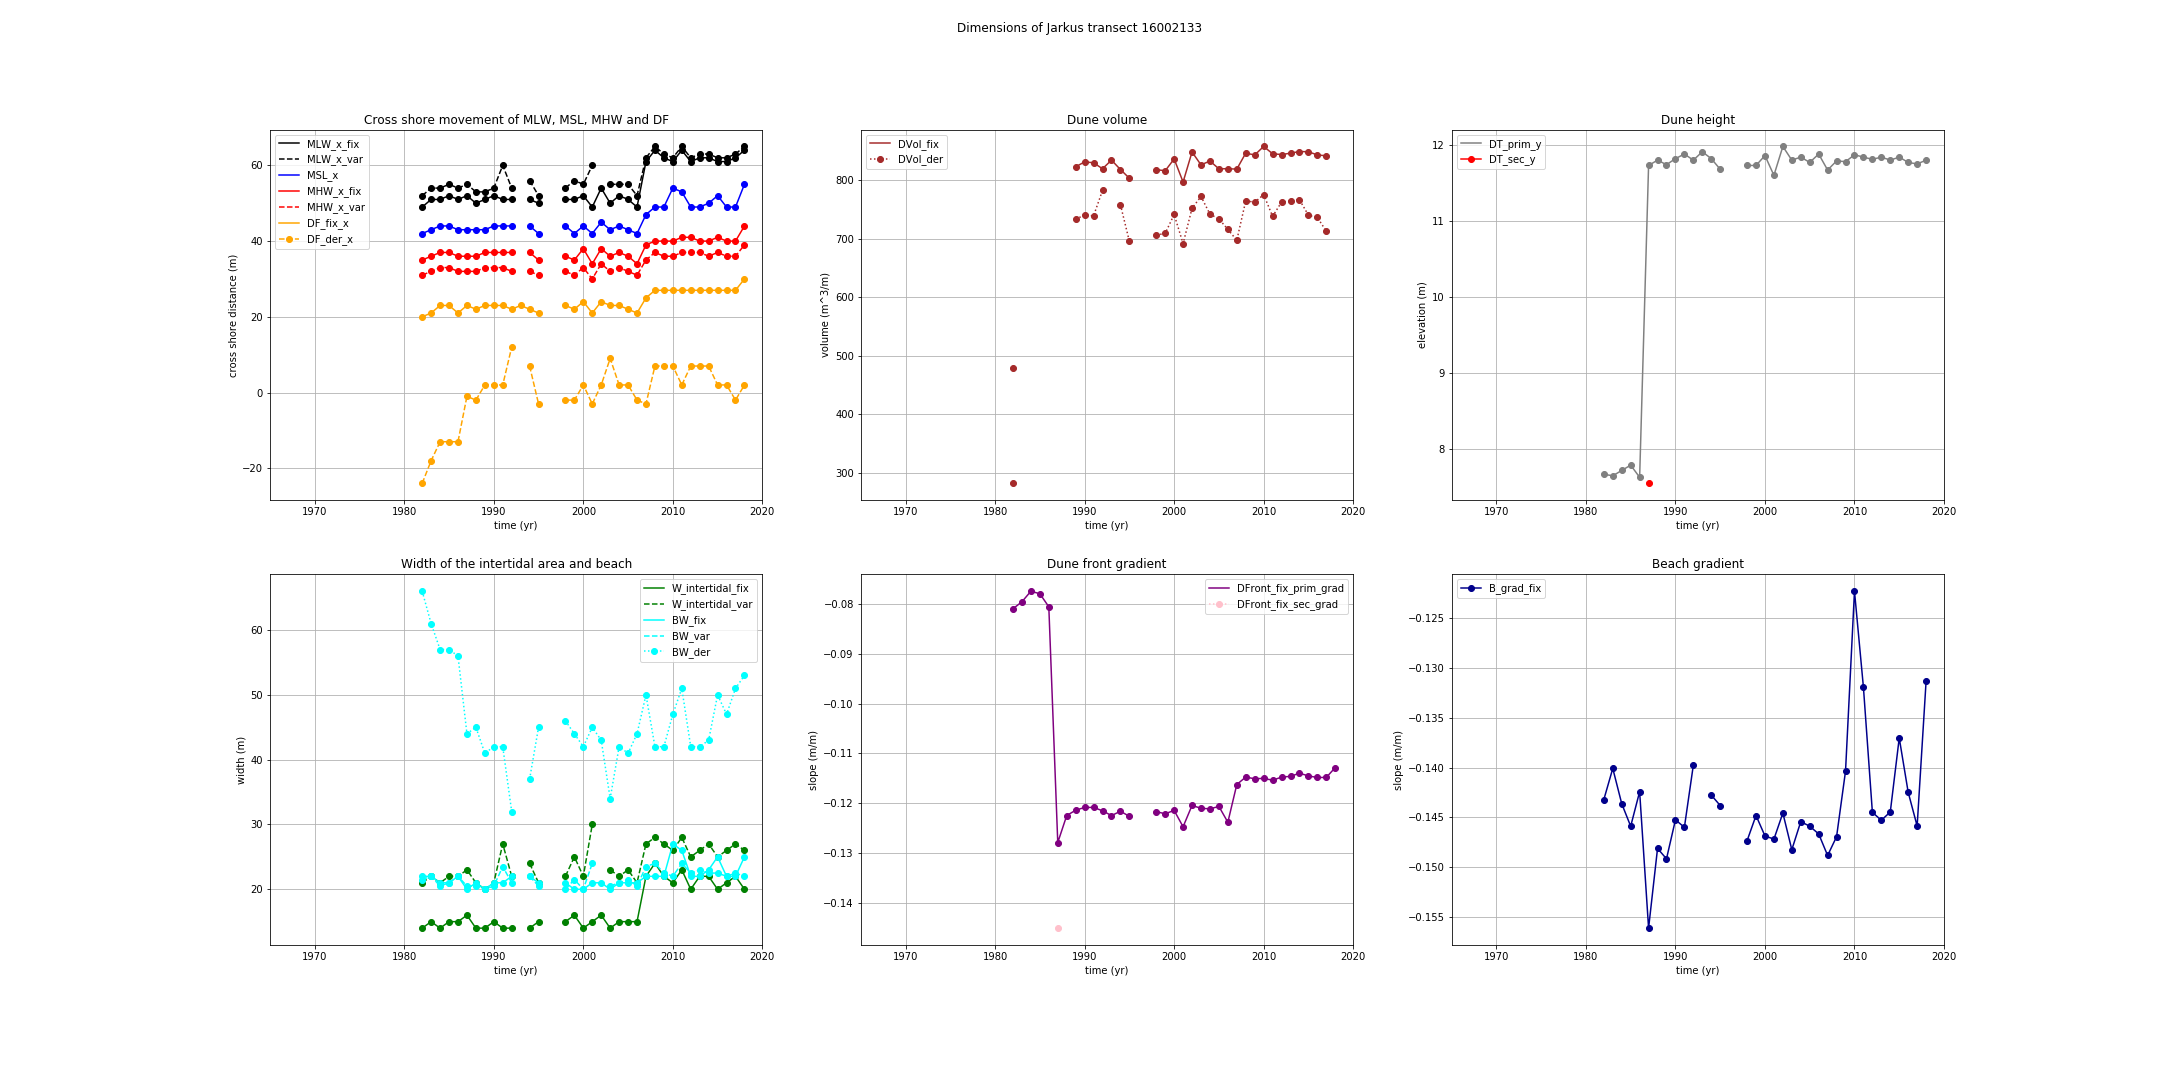 Dimensions of Jarkus transect 16002133
Cross shore movement of MLW, MSL, MHW and DF
MLW_x_fix
MLW_x_var
MSL_x
MHW_x_fix
MHW_x_var
DF_fix_x
DF_der_x
60
40
20
0
−20
cross shore distance (m)
1970 1980 1990 2000 2010 2020
time (yr)
Dune volume
DVol_fix
DVol_der
800
700
600
500
400
300
volume (m^3/m)
1970 1980 1990 2000 2010 2020
time (yr)
Dune height
DT_prim_y
DT_sec_y
12
11
10
9
8
elevation (m)
1970 1980 1990 2000 2010 2020
time (yr)
Width of the intertidal area and beach
W_intertidal_fix
W_intertidal_var
BW_fix
BW_var
BW_der
60
50
40
30
20
width (m)
1970 1980 1990 2000 2010 2020
time (yr)
Dune front gradient
DFront_fix_prim_grad
DFront_fix_sec_grad
−0.08
−0.09
−0.10
−0.11
−0.12
−0.13
−0.14
slope (m/m)
1970 1980 1990 2000 2010 2020
time (yr)
Beach gradient
B_grad_fix
−0.125
−0.130
−0.135
−0.140
−0.145
−0.150
−0.155
slope (m/m)
1970 1980 1990 2000 2010 2020
time (yr)